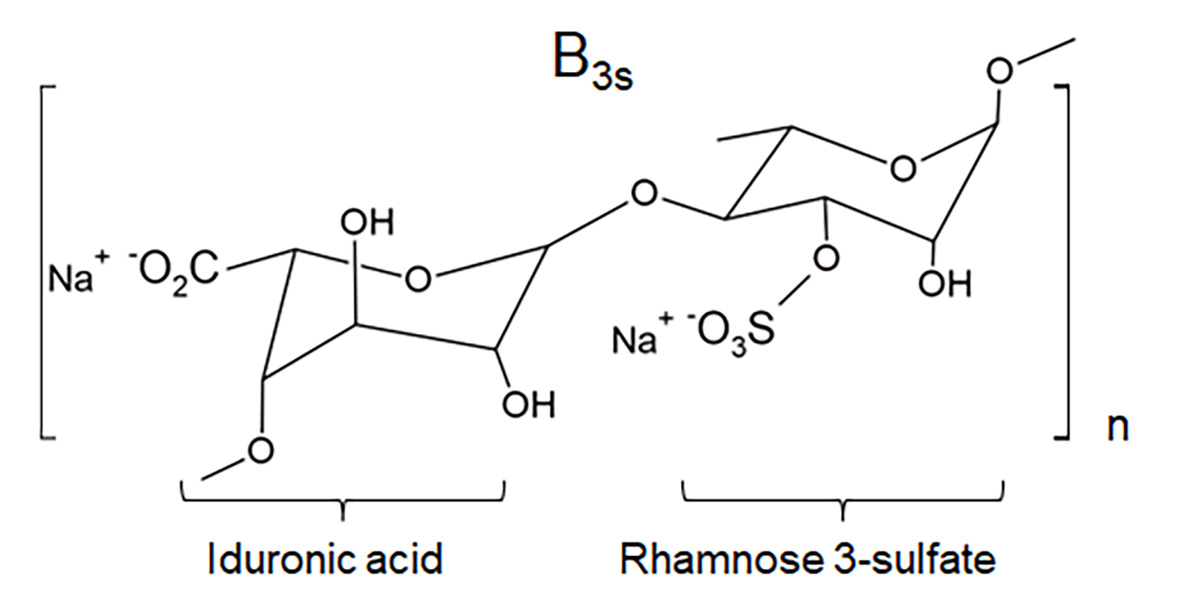 B3s
O
O
O
OH
O
Na+ -O2C
O
O
OH
Na+ -O3S
OH
n
O
Iduronic acid
Rhamnose 3-sulfate